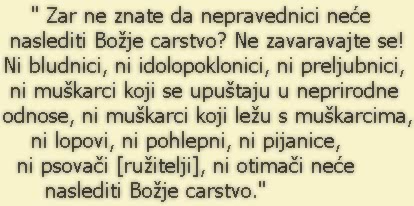 " Zar ne znate da nepravednici neće
naslediti Božje carstvo? Ne zavaravajte se!
Ni bludnici, ni idolopoklonici, ni preljubnici,
ni muškarci koji se upuštaju u neprirodne
odnose, ni muškarci koji ležu s muškarcima,
ni lopovi, ni pohlepni, ni pijanice,
ni psovači [ružitelji], ni otimači neće
naslediti Božje carstvo."